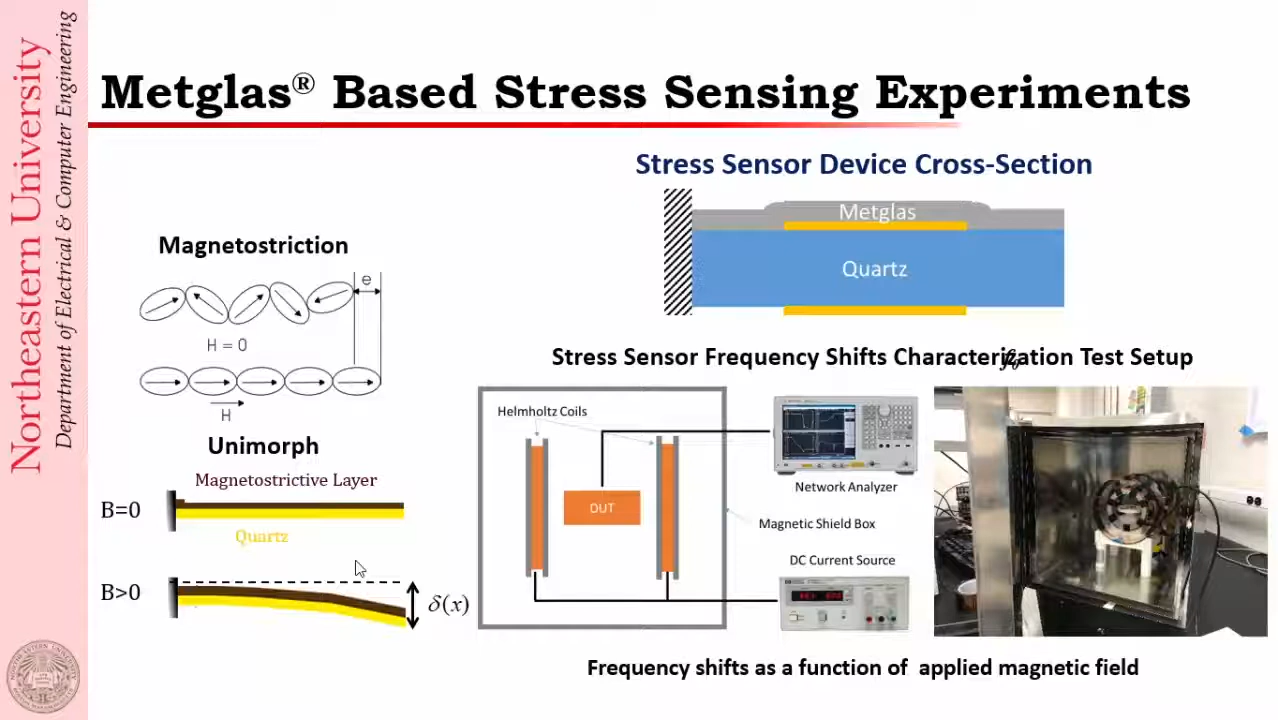 Northeastern University
Department of Electrical & Computer Engineering
Metglas® Based Stress Sensing Experiments
Stress Sensor Device Cross-Section
Metglas
Quartz
Magnetostriction
e
H = 0
H
Unimorph
Magnetostrictive Layer
B=0
Quartz
B>0
δ(x)
Stress Sensor Frequency Shifts Characterization Test Setup
Helmholtz Coils
DUT
Network Analyzer
Magnetic Shield Box
DC Current Source
Frequency shifts as a function of applied magnetic field